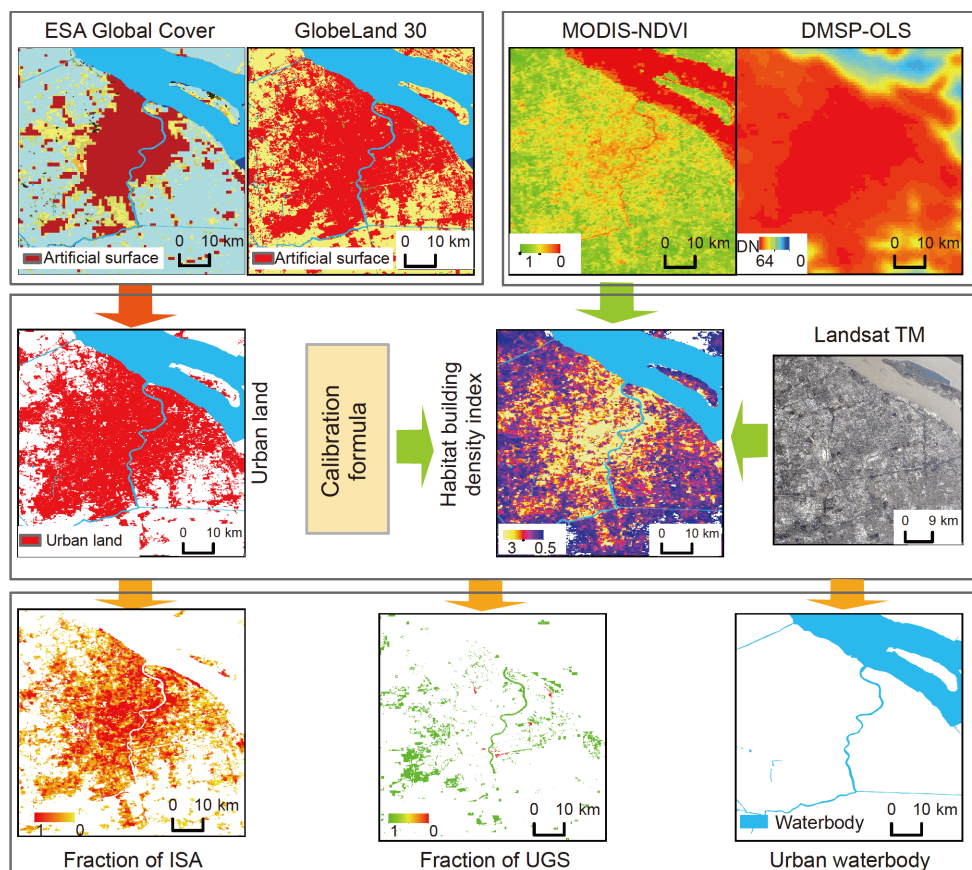 ESA Global Cover
GlobeLand 30
MODIS-NDVI
DMSP-OLS
0 10 km
Artificial surface
0 10 km
Artificial surface
1 0
0 10 km
DN
64 0
0 10 km
Urban land
0 10 km
Urban land
Calibration
formula
Habitat building
density index
3 0.5
0 10 km
Landsat TM
0 9 km
1 0
0 10 km
Fraction of ISA
1 0
0 10 km
Fraction of UGS
0 10 km
Waterbody
Urban waterbody